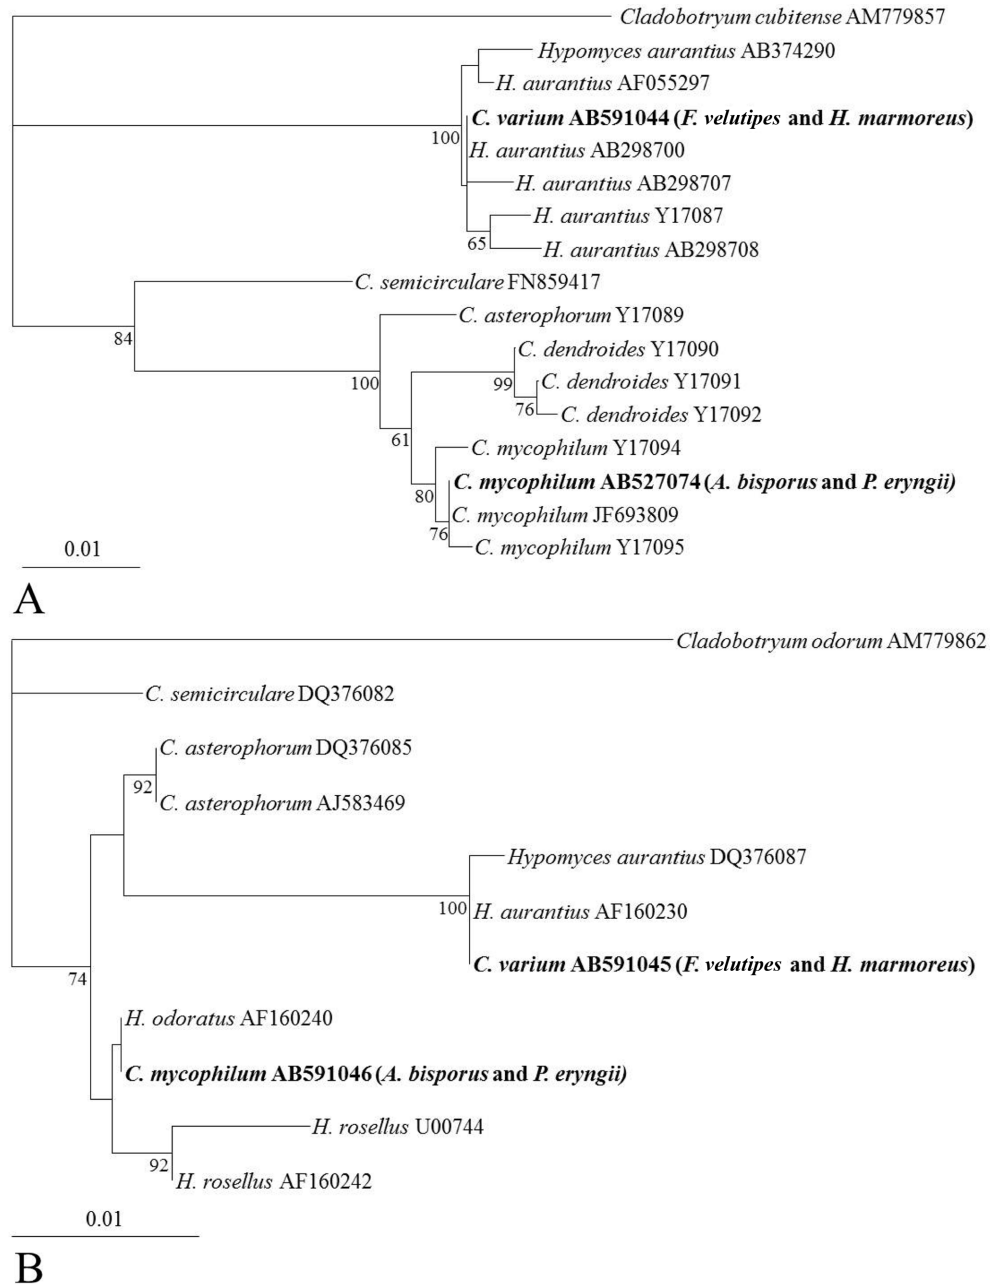 Cladobotryum cubitense AM779857
Hypomyces aurantius AB374290
H. aurantius AF055297
C. varium AB591044 (F. velutipes and H. marmoreus)
100
H. aurantius AB298700
H. aurantius AB298707
H. aurantius Y17087
65
H. aurantius AB298708
C. semicirculare FN859417
C. asterophorum Y17089
84
C. dendroides Y17090
100
99
C. dendroides Y17091
76
C. dendroides Y17092
61
C. mycophilum Y17094
C. mycophilum AB527074 (A. bisporus and P. eryngii)
80
C. mycophilum JF693809
76
C. mycophilum Y17095
0.01
A
Cladobotryum odorum AM779862
C. semicirculare DQ376082
C. asterophorum DQ376085
92
C. asterophorum AJ583469
Hypomyces aurantius DQ376087
100
H. aurantius AF160230
C. varium AB591045 (F. velutipes and H. marmoreus)
74
H. odoratus AF160240
C. mycophilum AB591046 (A. bisporus and P. eryngii)
H. rosellus U00744
92
H. rosellus AF160242
0.01
B